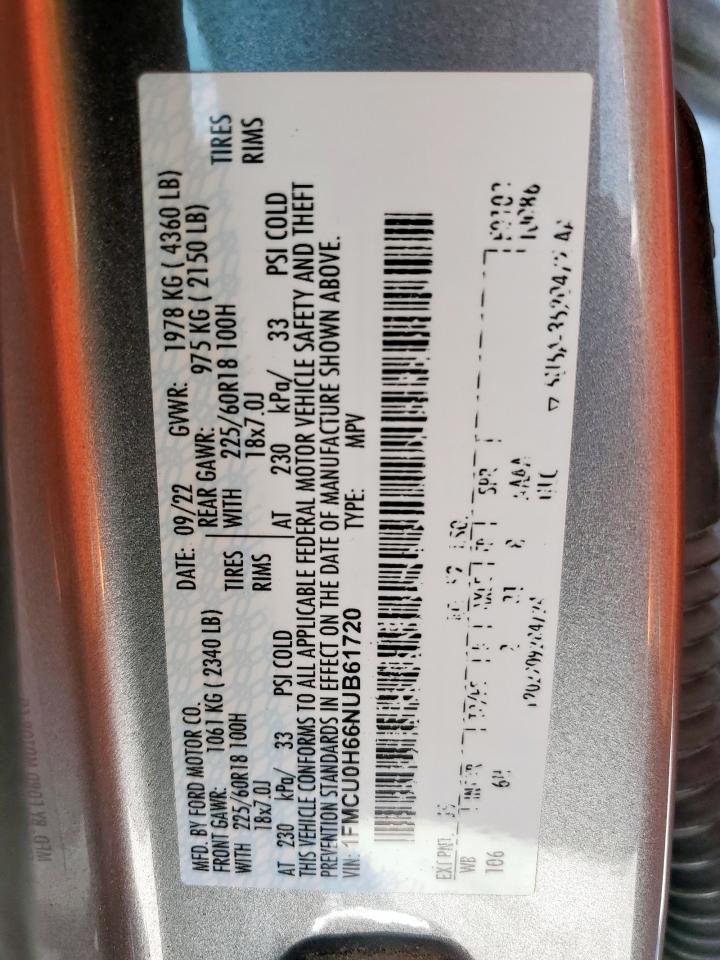 MFD. BY FORD MOTOR CO.
DATE: 09/22 GVWR: 1978 KG ( 4360 LB)
FRONT GAWR: 1061 KG ( 2340 LB)
REAR GAWR: 975 KG ( 2150 LB)
WITH 225/60R18 100H TIRES
WITH 225/60R18 100H TIRES
18x7.0J RIMS
18x7.0J RIMS
AT 230 kPa/ 33 PSI COLD
AT 230 kPa/ 33 PSI COLD
THIS VEHICLE CONFORMS TO ALL APPLICABLE FEDERAL MOTOR VEHICLE SAFETY AND THEFT
PREVENTION STANDARDS IN EFFECT ON THE DATE OF MANUFACTURE SHOWN ABOVE.
VIN: 1FMCU0H66NUB61720 TYPE: MPV
EXT PNT:
WB
SPR
106